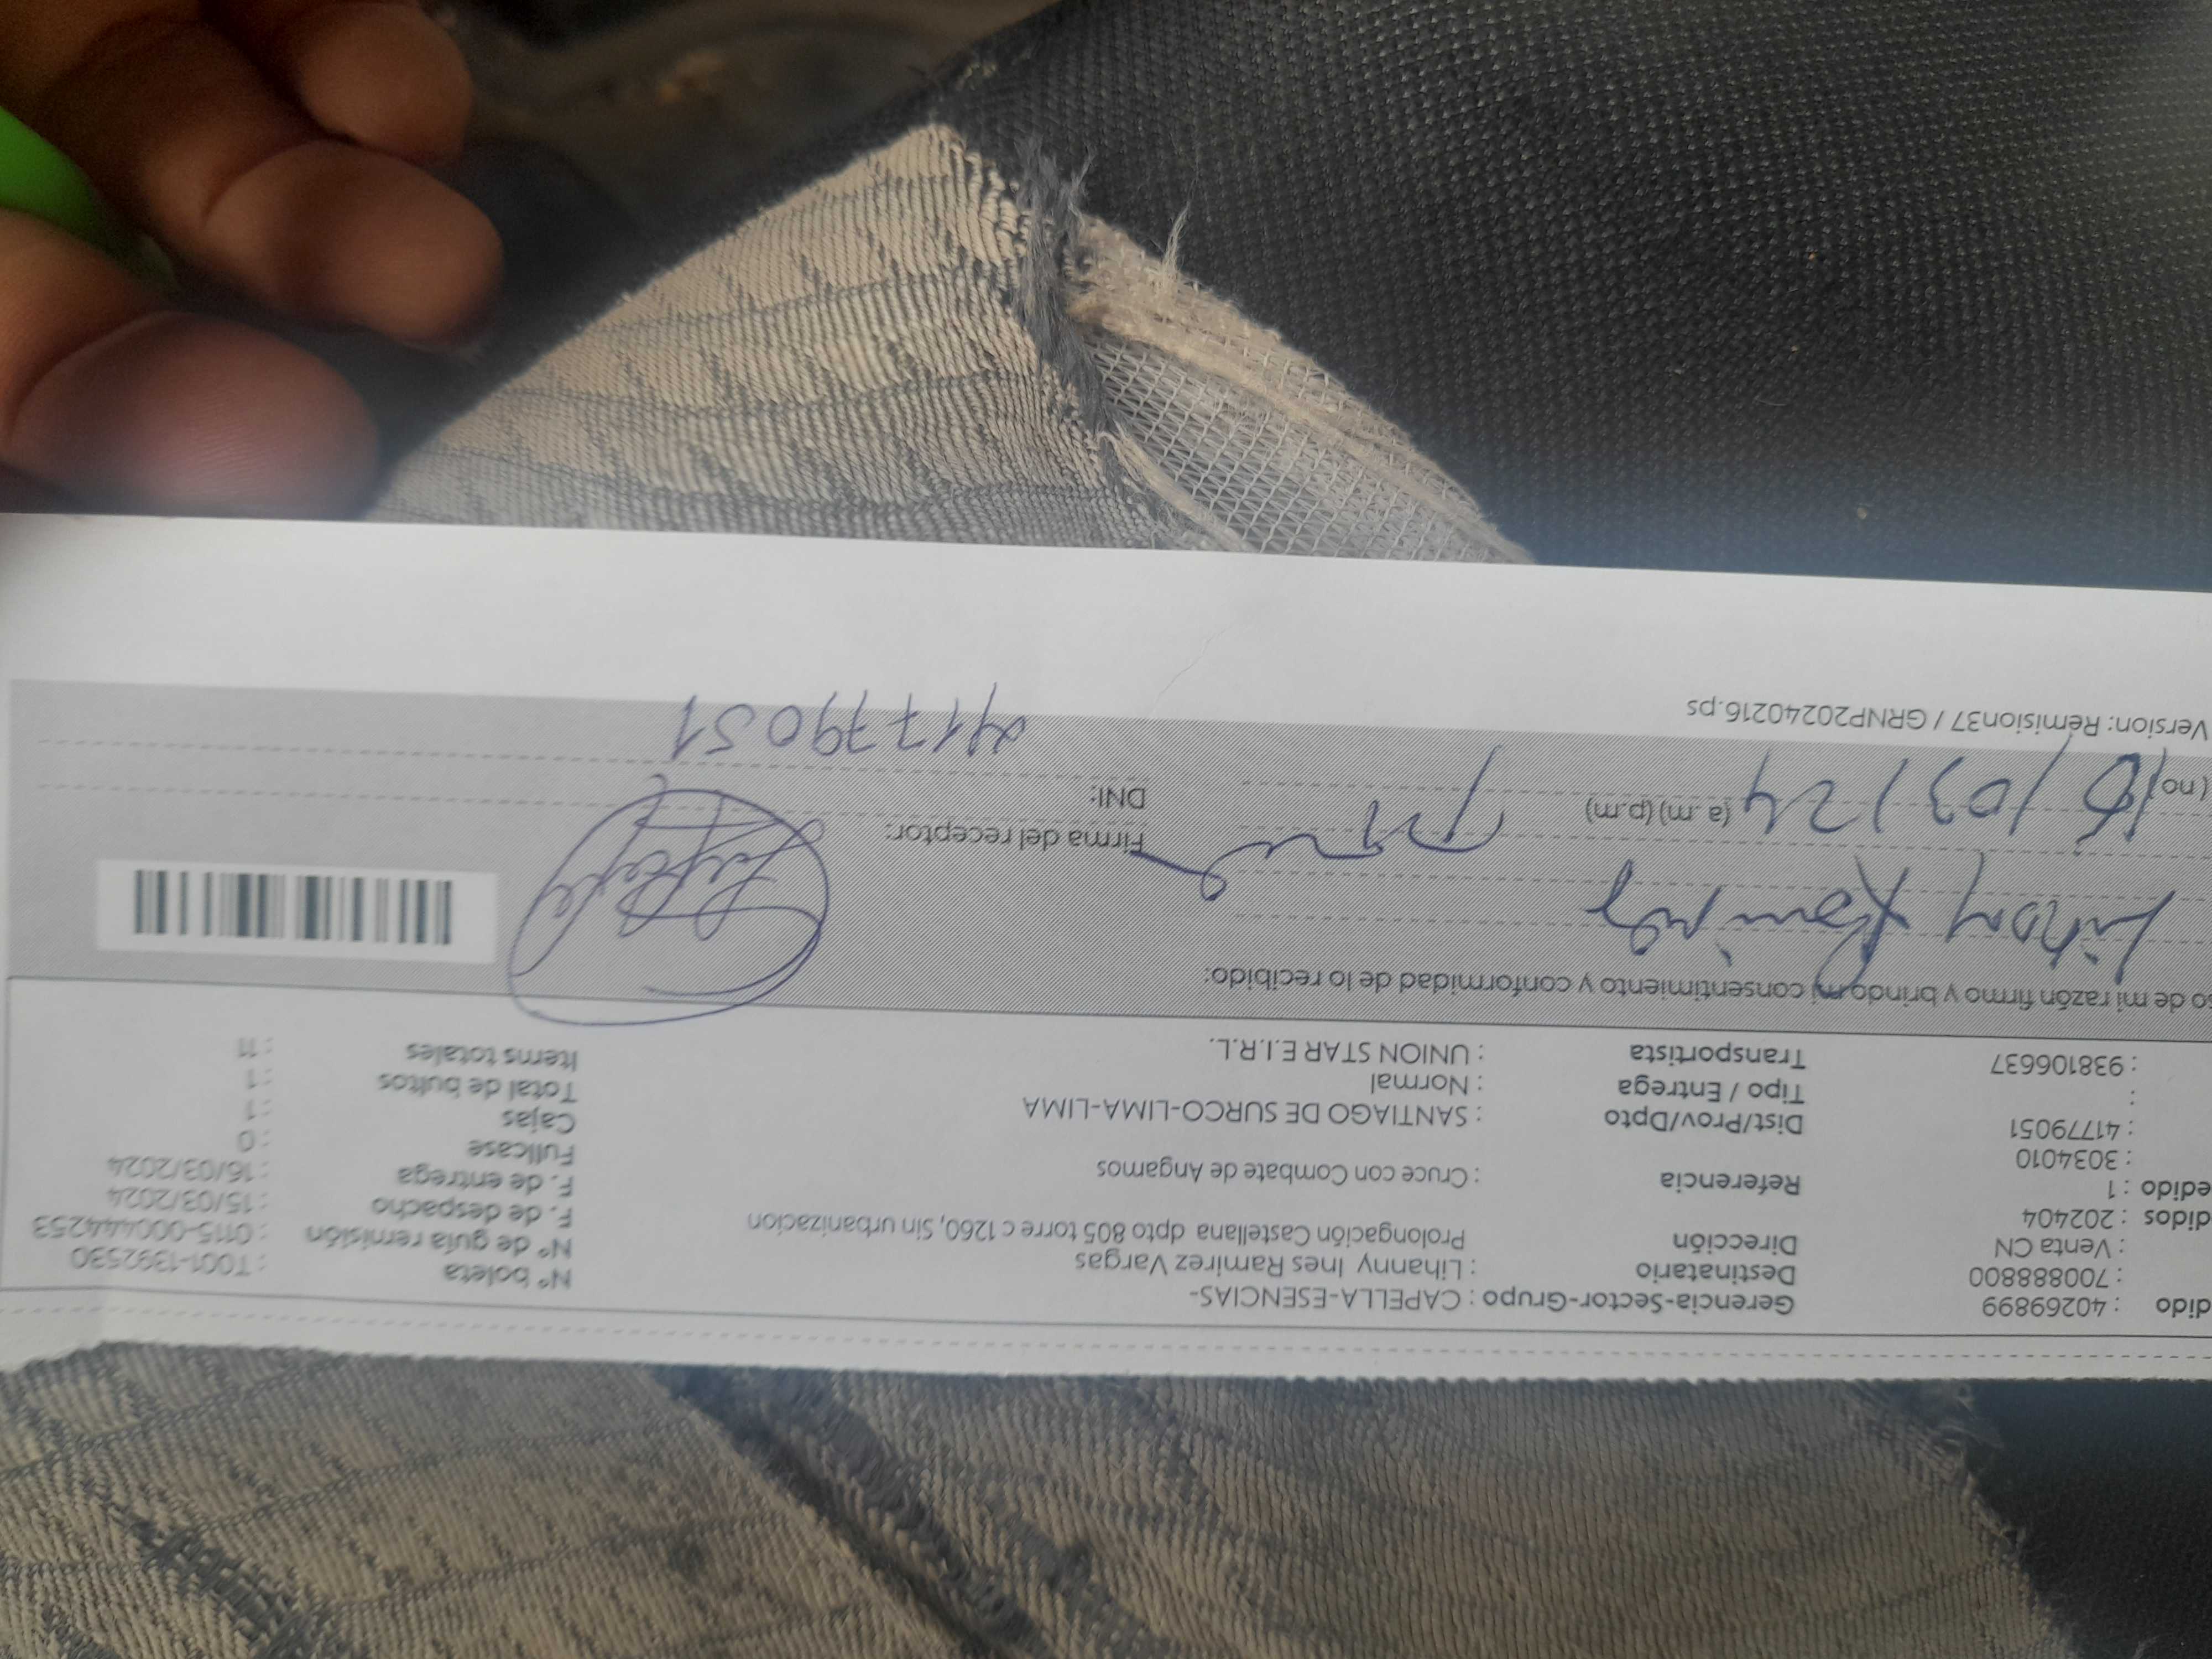 dido : 40269899
: 700888800
: Venta CN
didos : 202404
edido : 1
: 3034010
: 41779051
:
: 938106637
Gerencia-Sector-Grupo : CAPELLA-ESENCIAS-
Destinatario : Lihanny Ines Ramirez Vargas
Dirección Prolongación Castellana dpto 805 torre c 1260, Sin urbanizacion
Referencia : Cruce con Combate de Angamos
Dist/Prov/Dpto : SANTIAGO DE SURCO-LIMA-LIMA
Tipo / Entrega : Normal
Transportista : UNION STAR E.I.R.L.
N° boleta : T001-1392530
N° de guía remisión : 0115-00444253
F. de despacho : 15/03/2024
F. de entrega : 16/03/2024
Fullcase : 0
Cajas : 1
Total de bultos : 1
Items totales : 11
o de mi razón firmo y brindo mi consentimiento y conformidad de lo recibido:
Ramirez
Firma del receptor:
/03/24 (a.m) (p.m)
DNI:
41779051
Version: Remision37 / GRNP20240216.ps